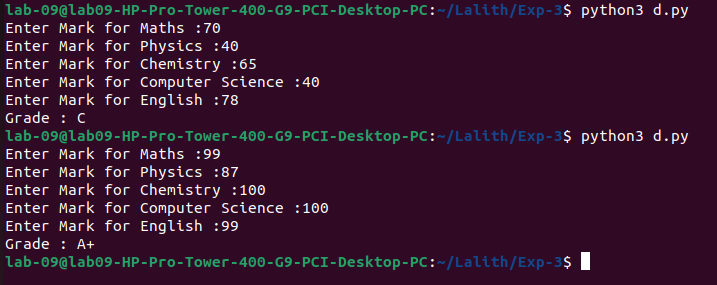 lab-09@lab09-HP-Pro-Tower-400-G9-PCI-Desktop-PC:~/Lalith/Exp-3$ python3 d.py
Enter Mark for Maths :70
Enter Mark for Physics :40
Enter Mark for Chemistry :65
Enter Mark for Computer Science :40
Enter Mark for English :78
Grade : C
lab-09@lab09-HP-Pro-Tower-400-G9-PCI-Desktop-PC:~/Lalith/Exp-3$ python3 d.py
Enter Mark for Maths :99
Enter Mark for Physics :87
Enter Mark for Chemistry :100
Enter Mark for Computer Science :100
Enter Mark for English :99
Grade : A+
lab-09@lab09-HP-Pro-Tower-400-G9-PCI-Desktop-PC:~/Lalith/Exp-3$